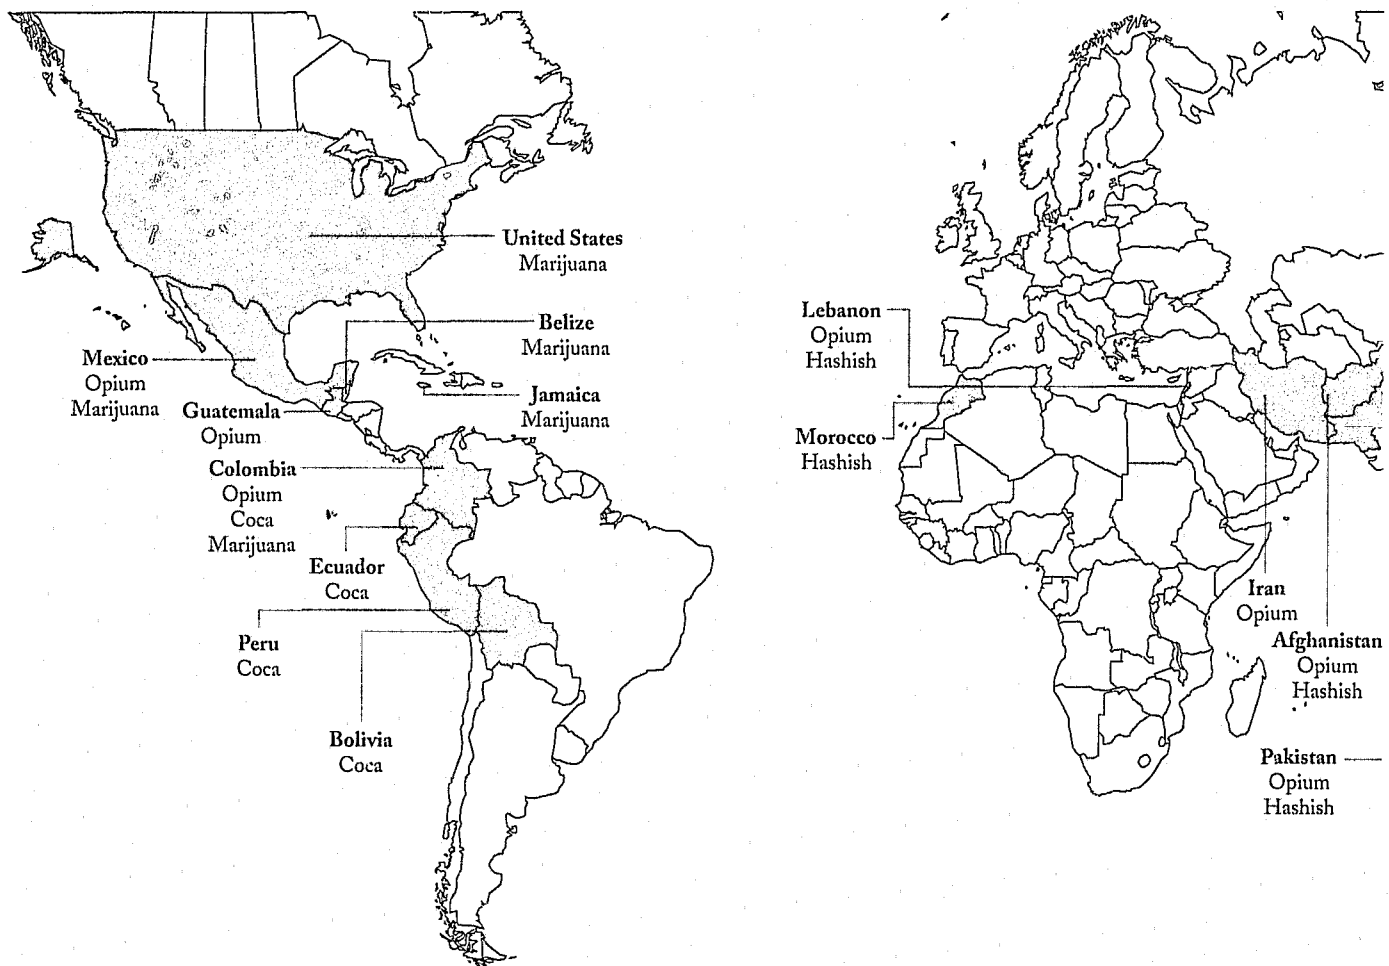 United States
Marijuana
Belize
Marijuana
Jamaica
Marijuana
Mexico
Opium
Marijuana
Guatemala
Opium
Colombia
Opium
Coca
Marijuana
Ecuador
Coca
Peru
Coca
Bolivia
Coca
Lebanon
Opium
Hashish
Morocco
Hashish
Iran
Opium
Afghanistan
Opium
Hashish
Pakistan
Opium
Hashish